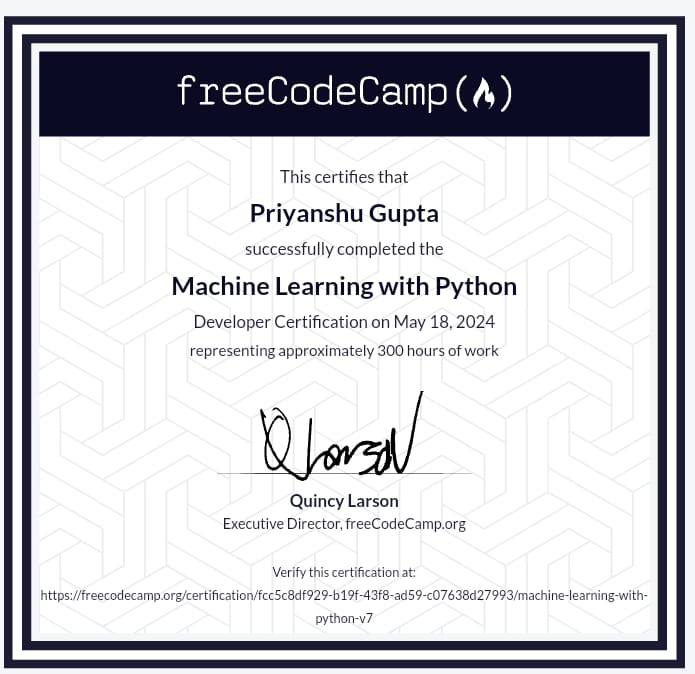 freeCodeCamp(🔥)
This certifies that
Priyanshu Gupta
successfully completed the
Machine Learning with Python
Developer Certification on May 18, 2024
representing approximately 300 hours of work
Q Larson
Quincy Larson
Executive Director, freeCodeCamp.org
Verify this certification at:
https://freecodecamp.org/certification/fcc5c8df929-b19f-43f8-ad59-c07638d27993/machine-learning-with-
python-v7